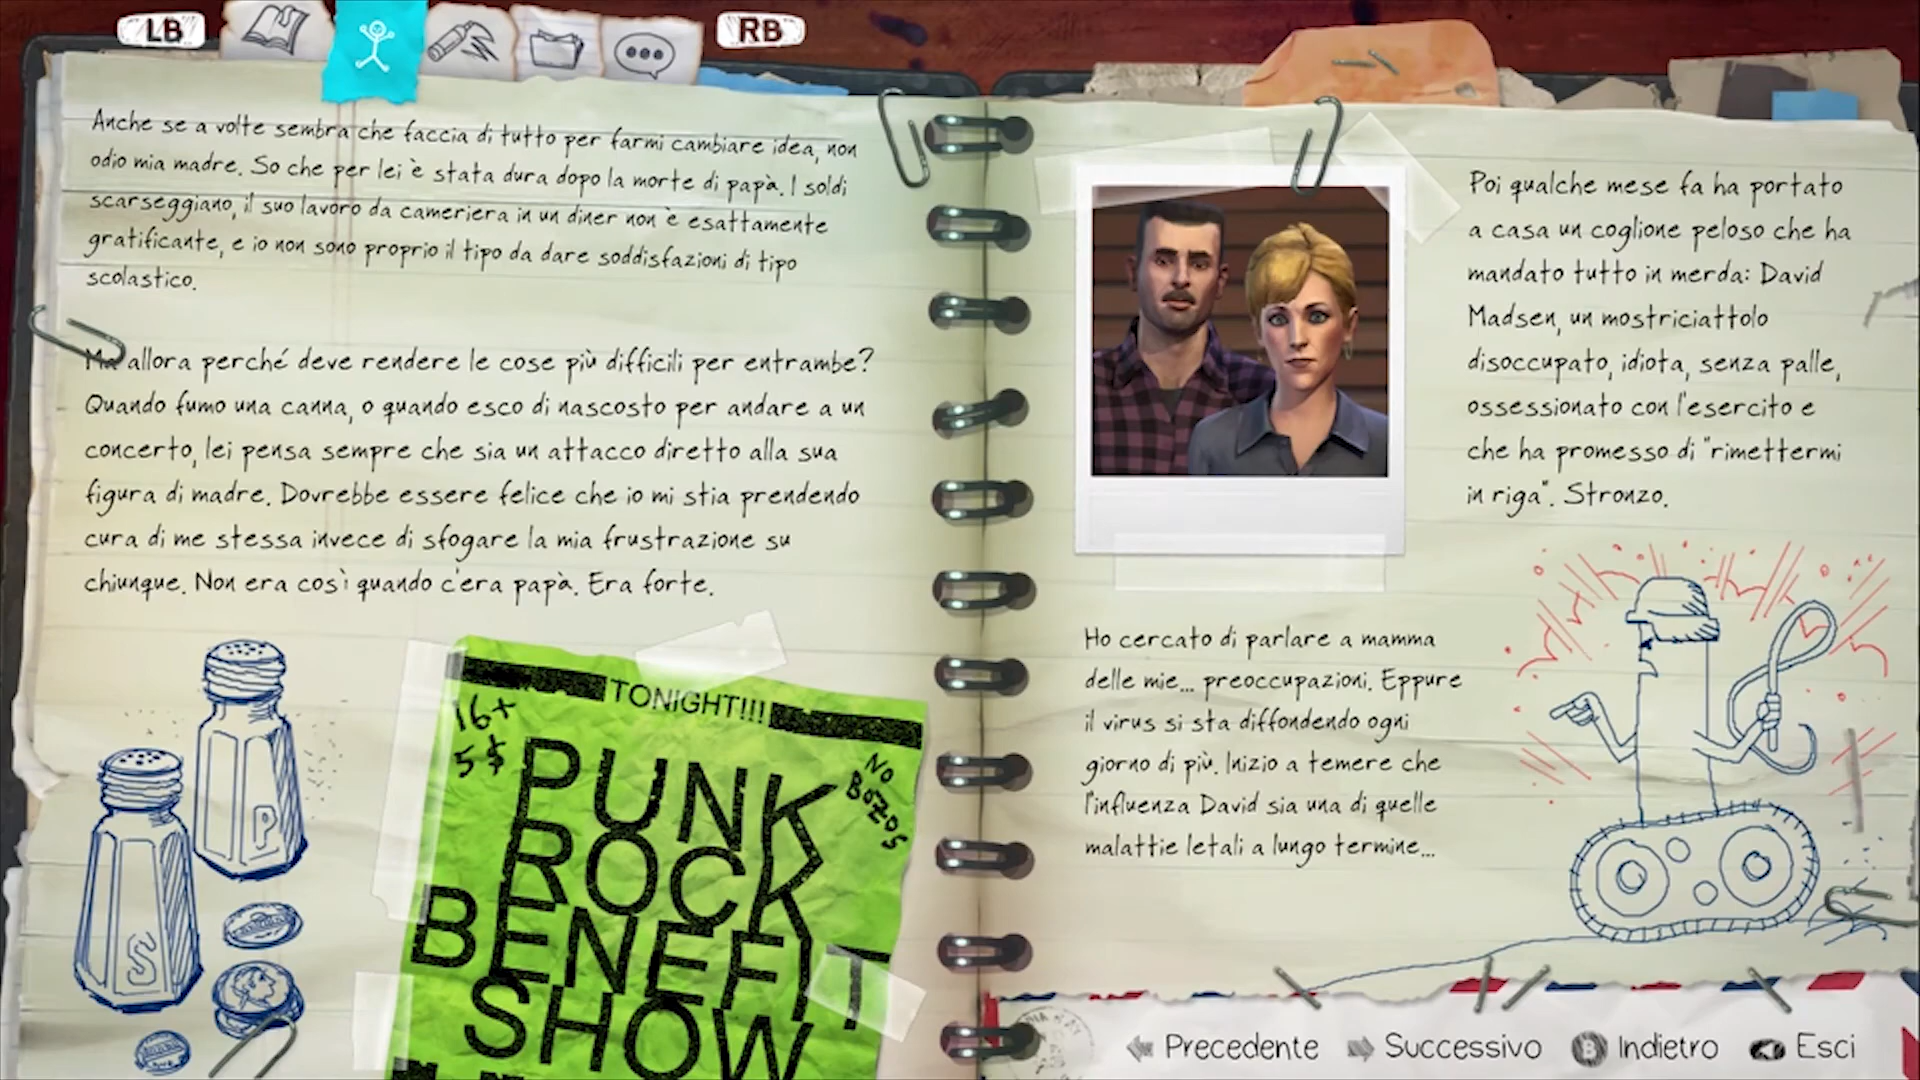 LB
RB
Anche se a volte sembra che faccia di tutto per farmi cambiare idea, non
odio mia madre. So che per lei è stata dura dopo la morte di papà. I soldi
scarseggiano, il suo lavoro da cameriera in un diner non è esattamente
gratificante, e io non sono proprio il tipo da dare soddisfazioni di tipo
scolastico.
Ma allora perché deve rendere le cose più difficili per entrambe?
Quando fumo una canna, o quando esco di nascosto per andare a un
concerto, lei pensa sempre che sia un attacco diretto alla sua
figura di madre. Dovrebbe essere felice che io mi stia prendendo
cura di me stessa invece di sfogare la mia frustrazione su
chiunque. Non era così quando c'era papà. Era forte.
P
S
TONIGHT!!!
16+
5$
NO
BOZOS
PUNK
ROCK
BENEFIT
SHOW
Poi qualche mese fa ha portato
a casa un coglione peloso che ha
mandato tutto in merda: David
Madsen, un mostriciattolo
disoccupato, idiota, senza palle,
ossessionato con l'esercito e
che ha promesso di "rimettermi
in riga". Stronzo.
Ho cercato di parlare a mamma
delle mie... preoccupazioni. Eppure
il virus si sta diffondendo ogni
giorno di più. Inizio a temere che
l'influenza David sia una di quelle
malattie letali a lungo termine...
Precedente
Successivo
B Indietro
Esci